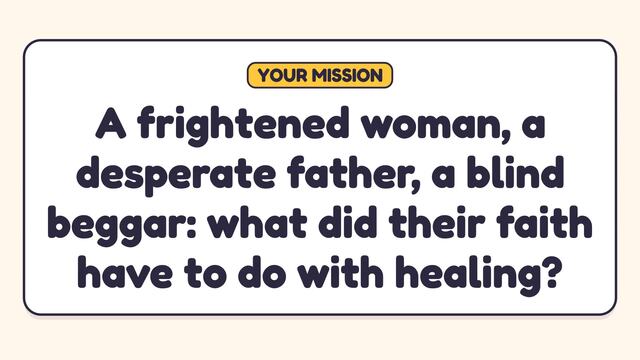 YOUR MISSION
A frightened woman, a
desperate father, a blind
beggar: what did their faith
have to do with healing?